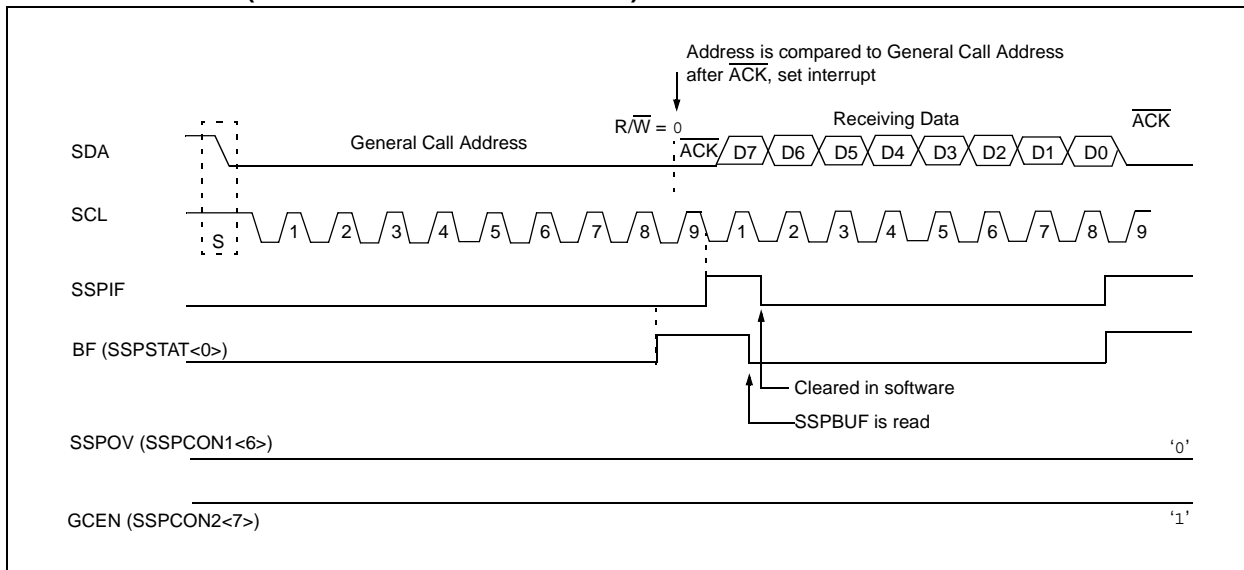 Address is compared to General Call Address
after ACK, set interrupt
R/W = 0
Receiving Data
ACK
SDA
General Call Address
ACK
D7 D6 D5 D4 D3 D2 D1 D0
SCL
S
1 2 3 4 5 6 7 8 9 1 2 3 4 5 6 7 8 9
SSPIF
BF (SSPSTAT<0>)
Cleared in software
SSPBUF is read
SSPOV (SSPCON1<6>)
‘0’
GCEN (SSPCON2<7>)
‘1’